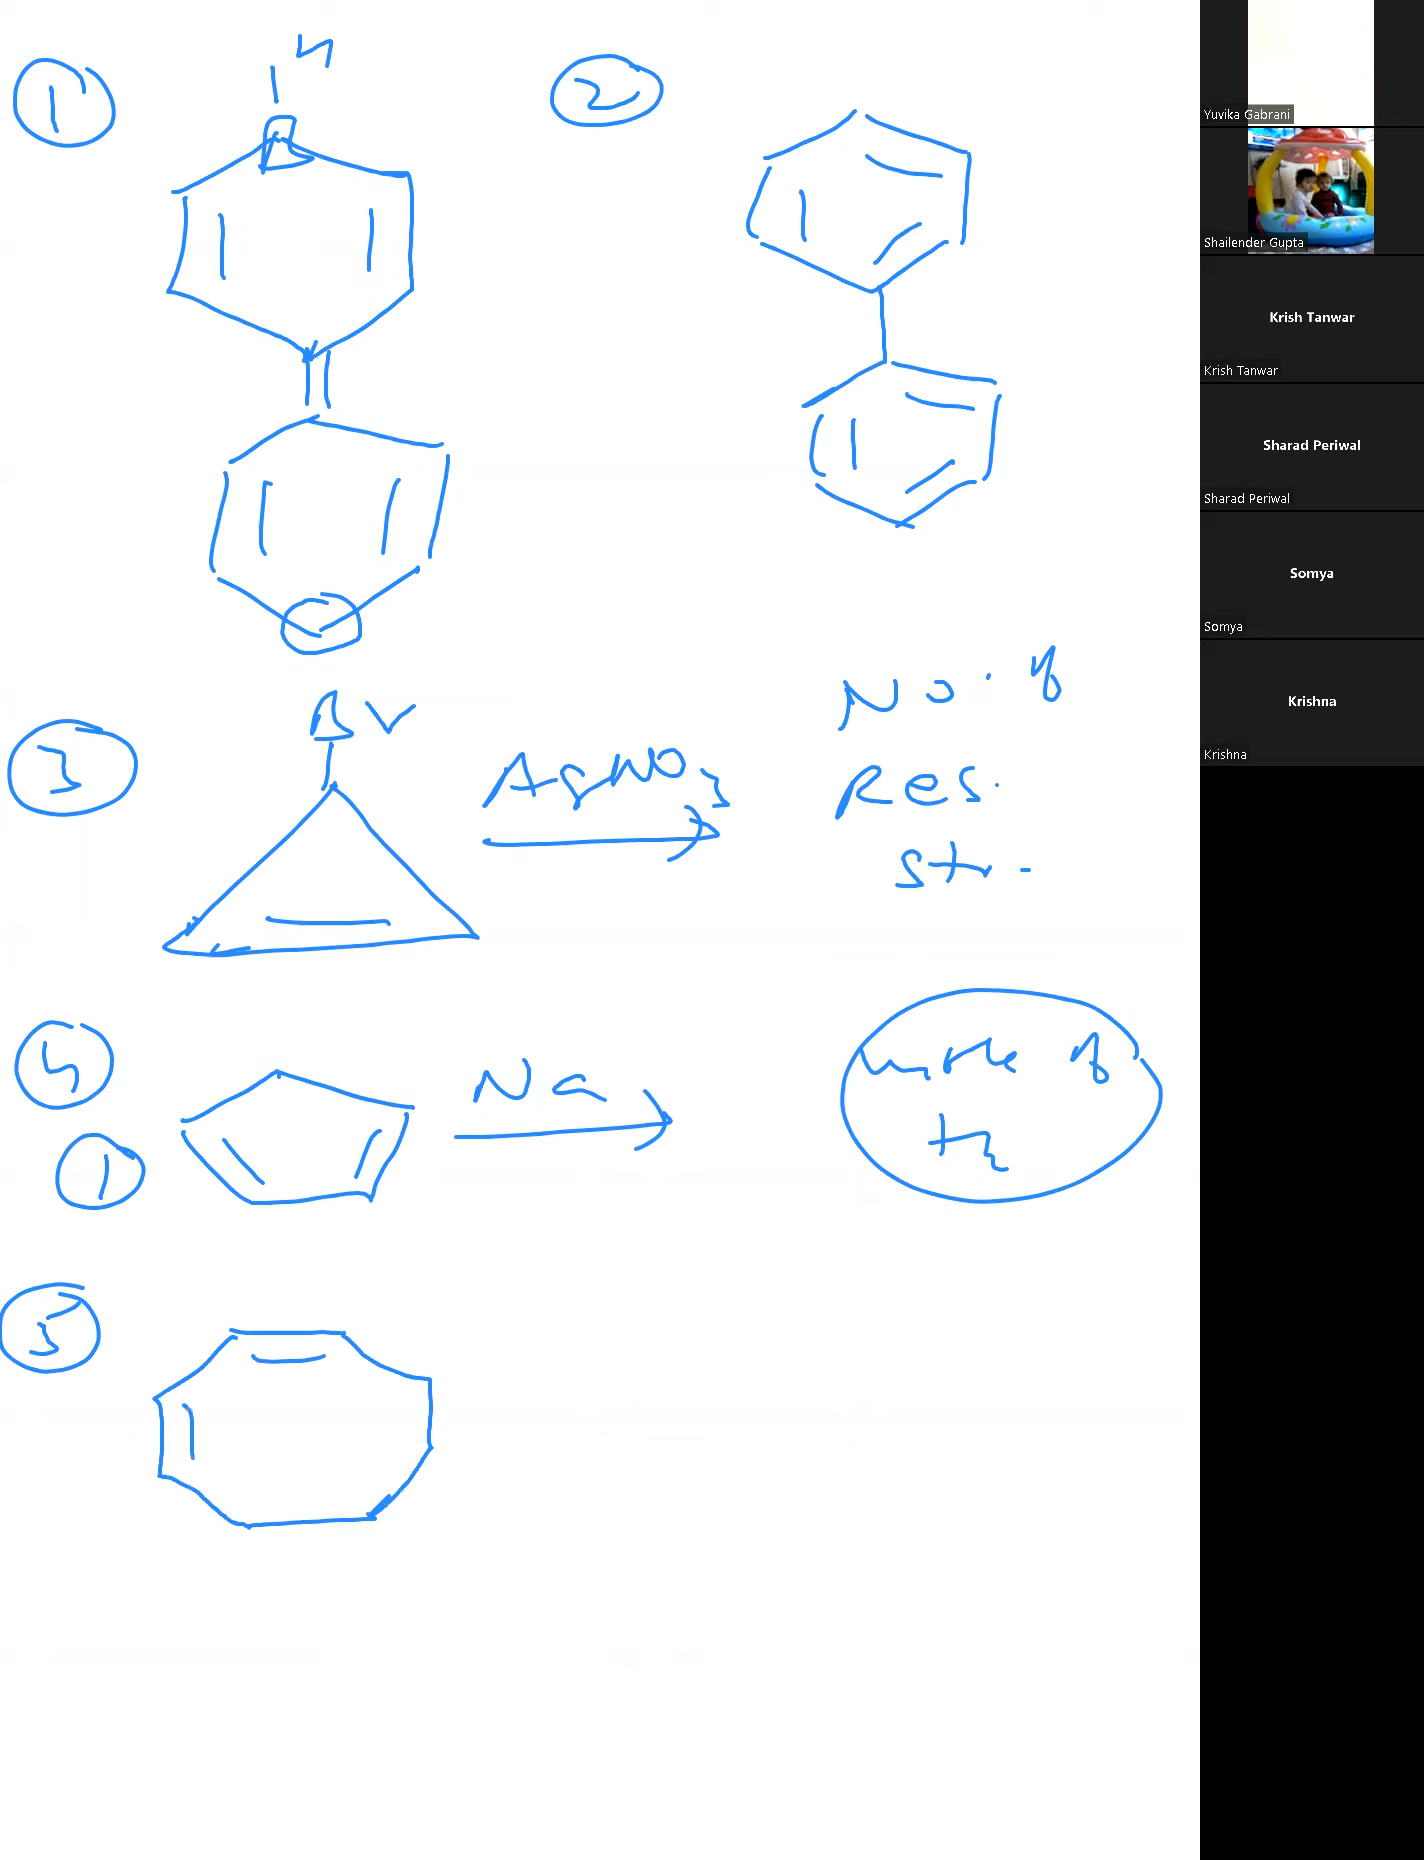 ①
②
B
H
③
Br
AgNO3
No. of
Res.
str.
④
①
Na
mole of
H2
⑤
Yuvika Gabrani
Shailender Gupta
Krish Tanwar
Krish Tanwar
Sharad Periwal
Sharad Periwal
Somya
Somya
Krishna
Krishna